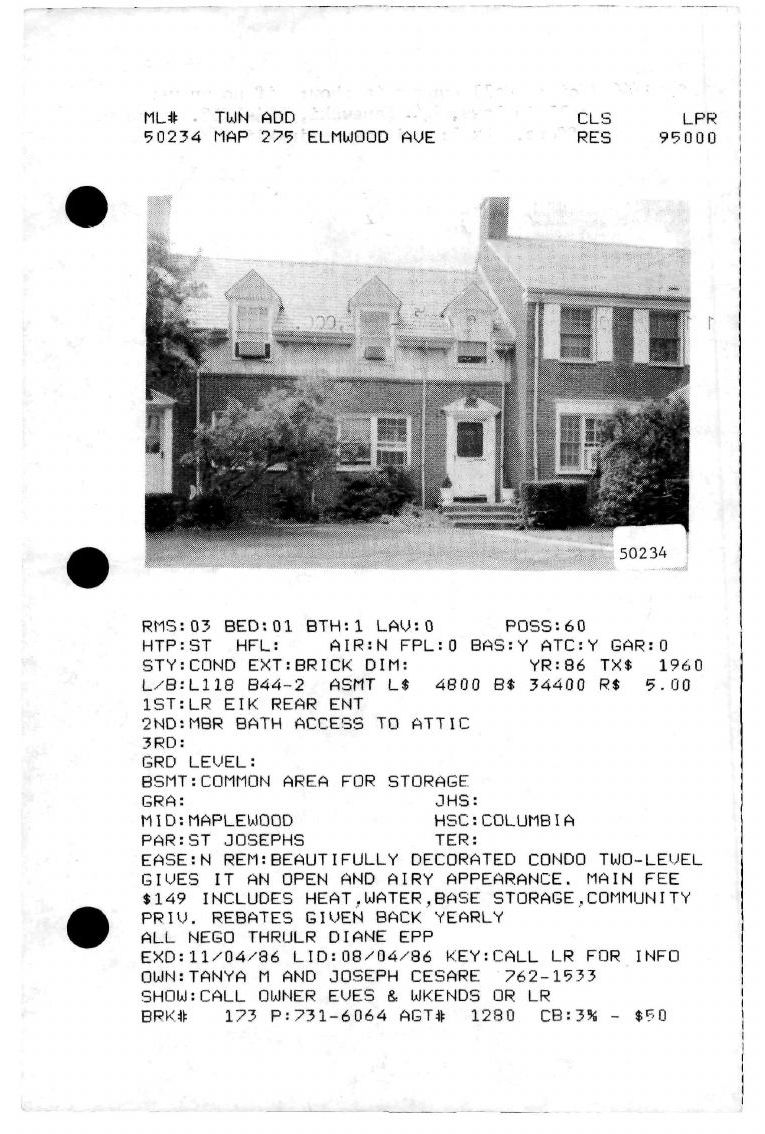 ML#   TWN ADD   CLS   LPR
50234 MAP 275 ELMWOOD AVE   RES   95000
50234
RMS:03 BED:01 BTH:1 LAV:0   POSS:60
HTP:ST HFL:   AIR:N FPL:0 BAS:Y ATC:Y GAR:0
STY:COND EXT:BRICK DIM:   YR:86 TX$ 1960
L/B:L118 B44-2 ASMT L$ 4800 B$ 34400 R$ 5.00
1ST:LR EIK REAR ENT
2ND:MBR BATH ACCESS TO ATTIC
3RD:
GRD LEVEL:
BSMT:COMMON AREA FOR STORAGE
GRA:   JHS:
MID:MAPLEWOOD   HSC:COLUMBIA
PAR:ST JOSEPHS   TER:
EASE:N REM:BEAUTIFULLY DECORATED CONDO TWO-LEVEL
GIVES IT AN OPEN AND AIRY APPEARANCE. MAIN FEE
$149 INCLUDES HEAT,WATER,BASE STORAGE,COMMUNITY
PRIV. REBATES GIVEN BACK YEARLY
ALL NEGO THRULR DIANE EPP
EXD:11/04/86 LID:08/04/86 KEY:CALL LR FOR INFO
OWN:TANYA M AND JOSEPH CESARE 762-1533
SHOW:CALL OWNER EVES & WKENDS OR LR
BRK# 173 P:731-6064 AGT# 1280 CB:3% - $50